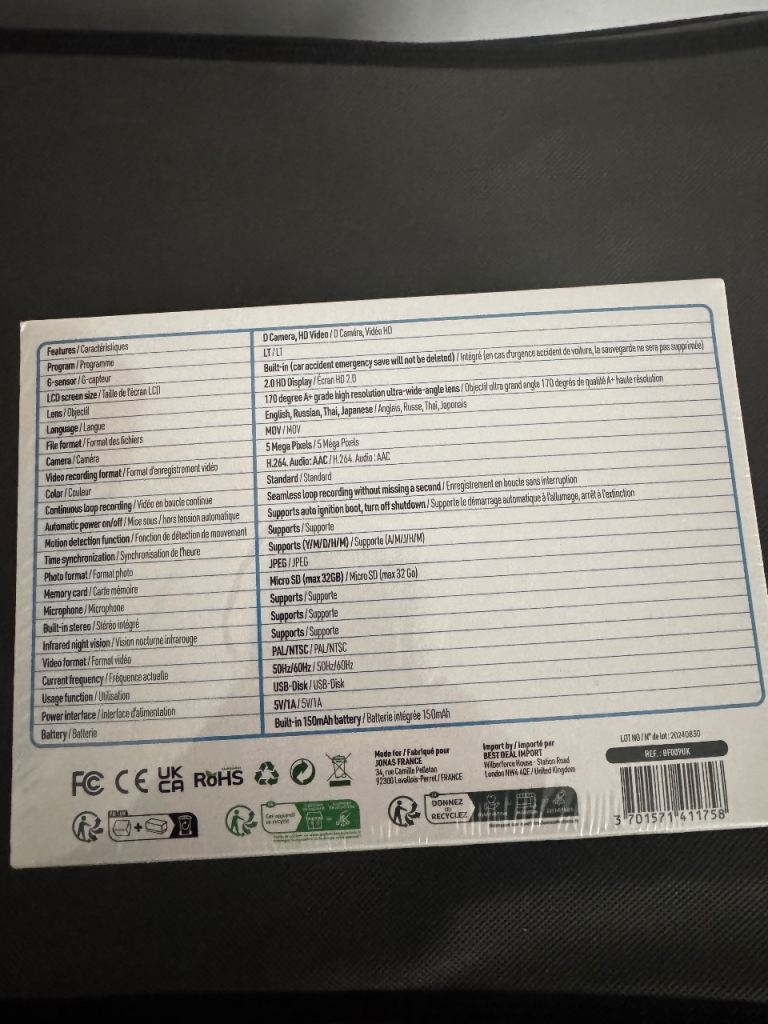 Features / Caractéristiques
D Camera, HD Video / D Caméra, Vidéo HD
Program / Programme
LT / LT
G-sensor / G-capteur
Built-in (car accident emergency save will not be deleted) / Intégré (en cas d'urgence accident de voiture, la sauvegarde ne sera pas supprimée)
LCD screen size / Taille de l'écran LCD
2.0 HD Display / Écran HD 2.0
Lens / Objectif
170 degree A+ grade high resolution ultra-wide-angle lens / Objectif ultra grand angle 170 degrés de qualité A+ haute résolution
Language / Langue
English, Russian, Thai, Japanese / Anglais, Russe, Thai, Japonais
File format / Format des fichiers
MOV / MOV
Camera / Caméra
5 Mega Pixels / 5 Méga Pixels
Video recording format / Format d'enregistrement vidéo
H.264. Audio: AAC / H.264. Audio : AAC
Color / Couleur
Standard / Standard
Continuous loop recording / Vidéo en boucle continue
Seamless loop recording without missing a second / Enregistrement en boucle sans interruption
Automatic power on/off / Mice sous / hors tension automatique
Supports auto ignition boot, turn off shutdown / Supporte le démarrage automatique à l'allumage, arrêt à l'extinction
Motion detection function / Fonction de détection de mouvement
Supports / Supporte
Time synchronization / Synchronisation de l'heure
Supports (Y/M/D/H/M) / Supporte (A/M/J/H/M)
Photo format / Format photo
JPEG / JPEG
Memory card / Carte mémoire
Micro SD (max 32GB) / Micro SD (max 32 Go)
Microphone / Microphone
Supports / Supporte
Built-in stereo / Stéréo intégré
Supports / Supporte
Infrared night vision / Vision nocturne infrarouge
Supports / Supporte
Video format / Format vidéo
PAL/NTSC / PAL/NTSC
Current frequency / Fréquence actuelle
50Hz/60Hz / 50Hz/60Hz
Usage function / Utilisation
USB-Disk / USB-Disk
Power interface / Interface d'alimentation
5V/1A / 5V/1A
Battery / Batterie
Built-in 150mAh battery / Batterie intégrée 150mAh
FC CE UK CA RoHS
Made for / Fabriqué pour
JONAS FRANCE
34, rue Camille Pelletan
92300 Levallois-Perret / FRANCE
Import by / importé par
BEST DEAL IMPORT
Wilberforce House - Station Road
London NW4 4QE / United Kingdom
LOT NO / N° de lot : 20240830
REF. : BF009UK
3 701571 411758
FR
Cet appareil
se recycle
DONNEZ
ou
RECYCLEZ